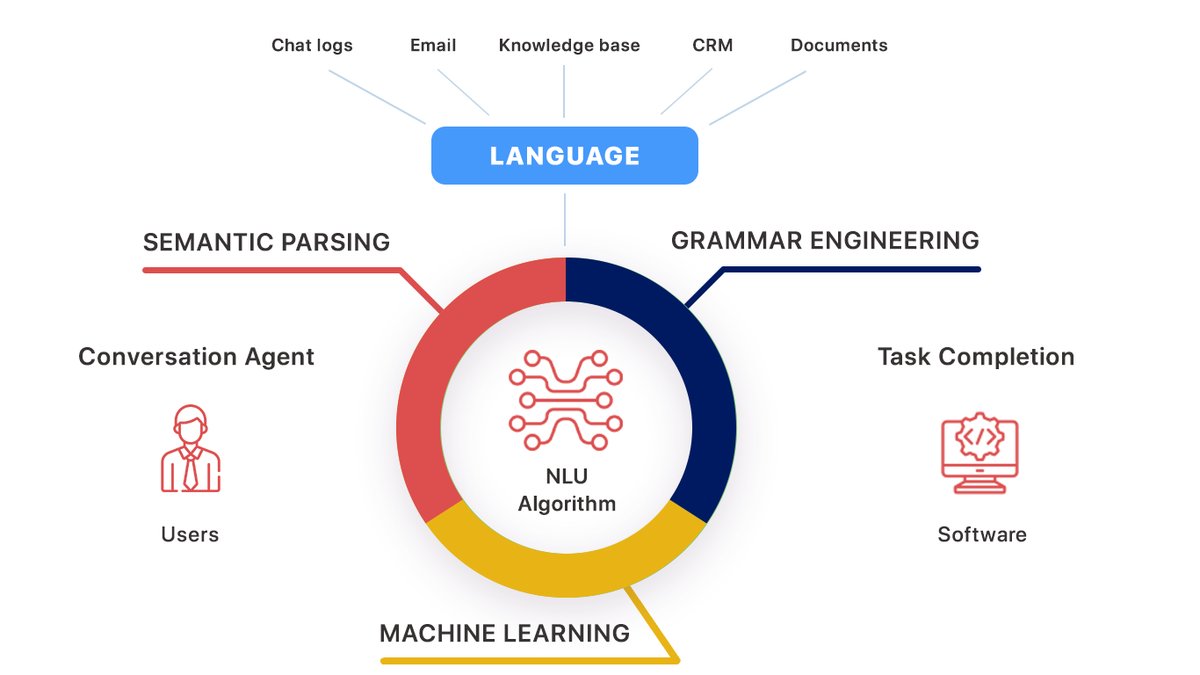 Chat logs
Email
Knowledge base
CRM
Documents
LANGUAGE
SEMANTIC PARSING
GRAMMAR ENGINEERING
Conversation Agent
Users
NLU
Algorithm
Task Completion
</>
Software
MACHINE LEARNING